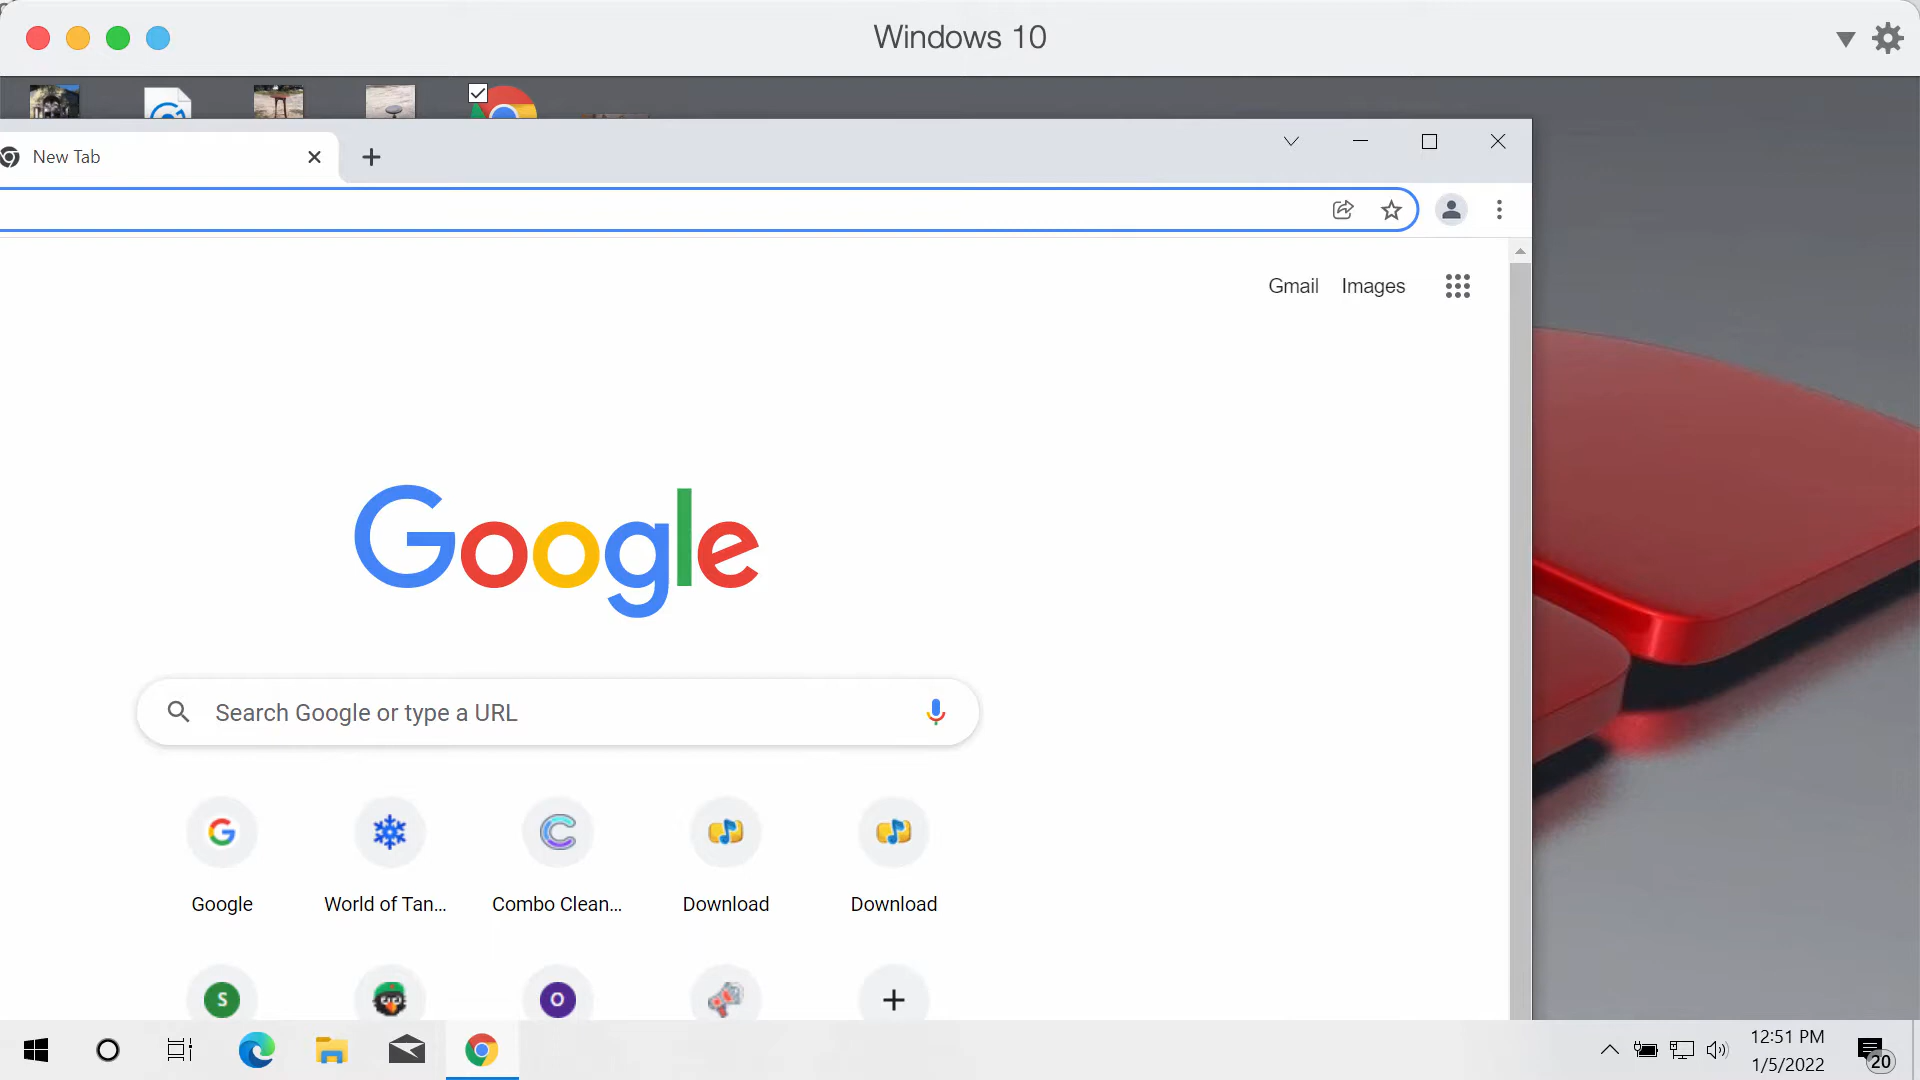 Windows 10
New Tab
Gmail Images
Google
Search Google or type a URL
Google World of Tan... Combo Clean... Download Download
S O
12:51 PM
1/5/2022
20